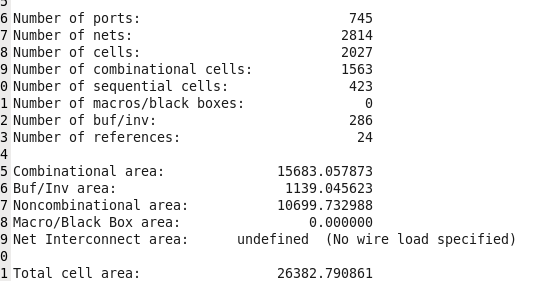 5
6 Number of ports: 745
7 Number of nets: 2814
8 Number of cells: 2027
9 Number of combinational cells: 1563
0 Number of sequential cells: 423
1 Number of macros/black boxes: 0
2 Number of buf/inv: 286
3 Number of references: 24
4
5 Combinational area: 15683.057873
6 Buf/Inv area: 1139.045623
7 Noncombinational area: 10699.732988
8 Macro/Black Box area: 0.000000
9 Net Interconnect area: undefined (No wire load specified)
0
1 Total cell area: 26382.790861